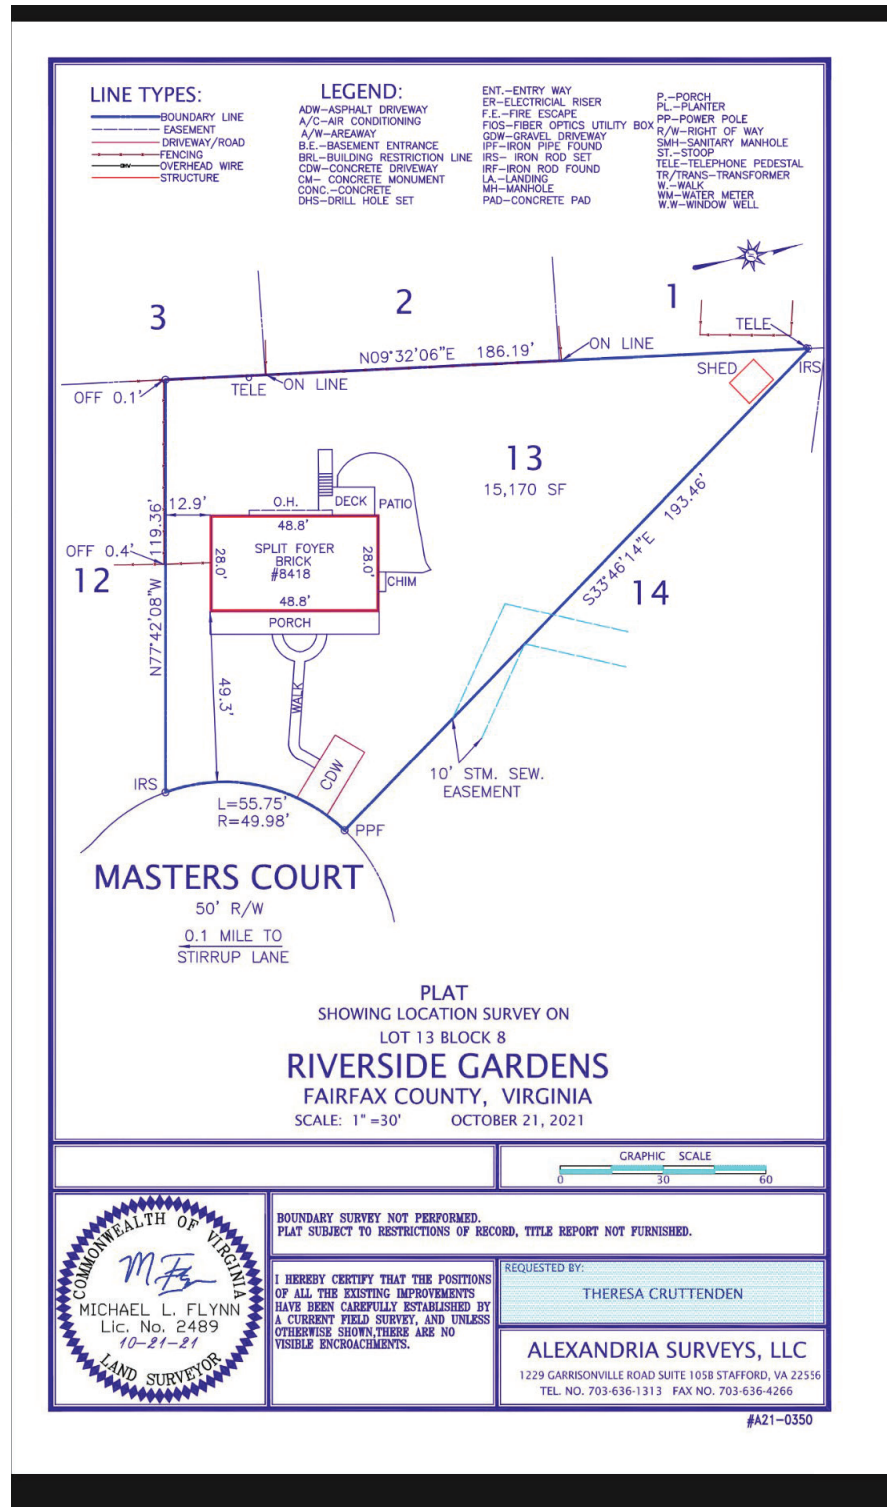 LINE TYPES:
BOUNDARY LINE
EASEMENT
DRIVEWAY/ROAD
FENCING
OHW
OVERHEAD WIRE
STRUCTURE
LEGEND:
ADW-ASPHALT DRIVEWAY
A/C-AIR CONDITIONING
A/W-AREAWAY
B.E.-BASEMENT ENTRANCE
BRL-BUILDING RESTRICTION LINE
CDW-CONCRETE DRIVEWAY
CM- CONCRETE MONUMENT
CONC.-CONCRETE
DHS-DRILL HOLE SET
ENT.-ENTRY WAY
ER-ELECTRICIAL RISER
F.E.-FIRE ESCAPE
FIOS-FIBER OPTICS UTILITY BOX
GDW-GRAVEL DRIVEWAY
IPF-IRON PIPE FOUND
IRS- IRON ROD SET
IRF-IRON ROD FOUND
LA.-LANDING
MH-MANHOLE
PAD-CONCRETE PAD
P.-PORCH
PL.-PLANTER
PP-POWER POLE
R/W-RIGHT OF WAY
SMH-SANITARY MANHOLE
ST.-STOOP
TELE-TELEPHONE PEDESTAL
TR/TRANS-TRANSFORMER
W.-WALK
WM-WATER METER
W.W-WINDOW WELL
3
2
1
TELE
N09°32'06"E 186.19'
ON LINE
SHED
IRS
OFF 0.1'
TELE
ON LINE
13
15,170 SF
12.9'
O.H.
DECK
PATIO
48.8'
N77°42'08"W 119.36'
28.0'
SPLIT FOYER
BRICK
#8418
28.0'
OFF 0.4'
12
CHIM
48.8'
PORCH
S33°46'14"E 193.46'
14
49.3'
WALK
CDW
10' STM. SEW.
EASEMENT
IRS
L=55.75'
R=49.98'
PPF
MASTERS COURT
50' R/W
0.1 MILE TO
STIRRUP LANE
PLAT
SHOWING LOCATION SURVEY ON
LOT 13 BLOCK 8
RIVERSIDE GARDENS
FAIRFAX COUNTY, VIRGINIA
SCALE: 1" =30' OCTOBER 21, 2021
GRAPHIC SCALE
0 30 60
COMMONWEALTH OF VIRGINIA
MICHAEL L. FLYNN
Lic. No. 2489
10-21-21
LAND SURVEYOR
BOUNDARY SURVEY NOT PERFORMED.
PLAT SUBJECT TO RESTRICTIONS OF RECORD, TITLE REPORT NOT FURNISHED.
I HEREBY CERTIFY THAT THE POSITIONS
OF ALL THE EXISTING IMPROVEMENTS
HAVE BEEN CAREFULLY ESTABLISHED BY
A CURRENT FIELD SURVEY, AND UNLESS
OTHERWISE SHOWN,THERE ARE NO
VISIBLE ENCROACHMENTS.
REQUESTED BY:
THERESA CRUTTENDEN
ALEXANDRIA SURVEYS, LLC
1229 GARRISONVILLE ROAD SUITE 105B STAFFORD, VA 22556
TEL. NO. 703-636-1313 FAX NO. 703-636-4266
#A21-0350